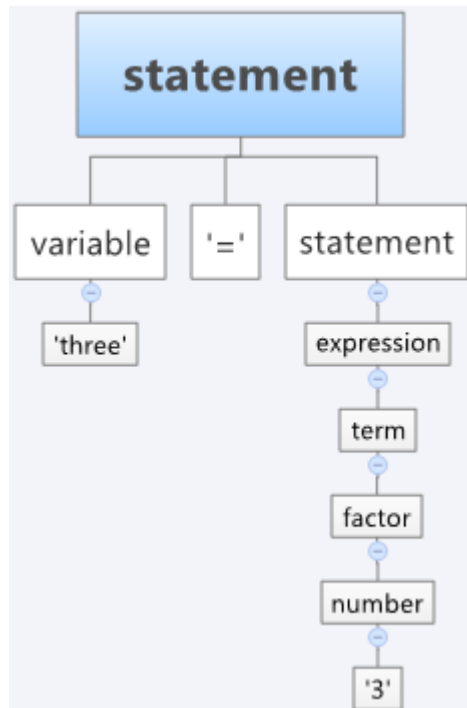 statement
variable
'='
statement
'three'
expression
term
factor
number
'3'